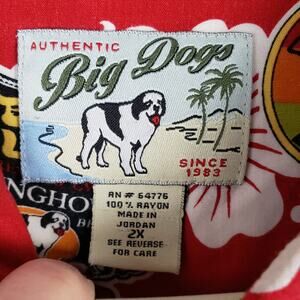 AUTHENTIC
Big Dogs
SINCE
1983
RN# 64776
100% RAYON
MADE IN
JORDAN
2X
SEE REVERSE
FOR CARE